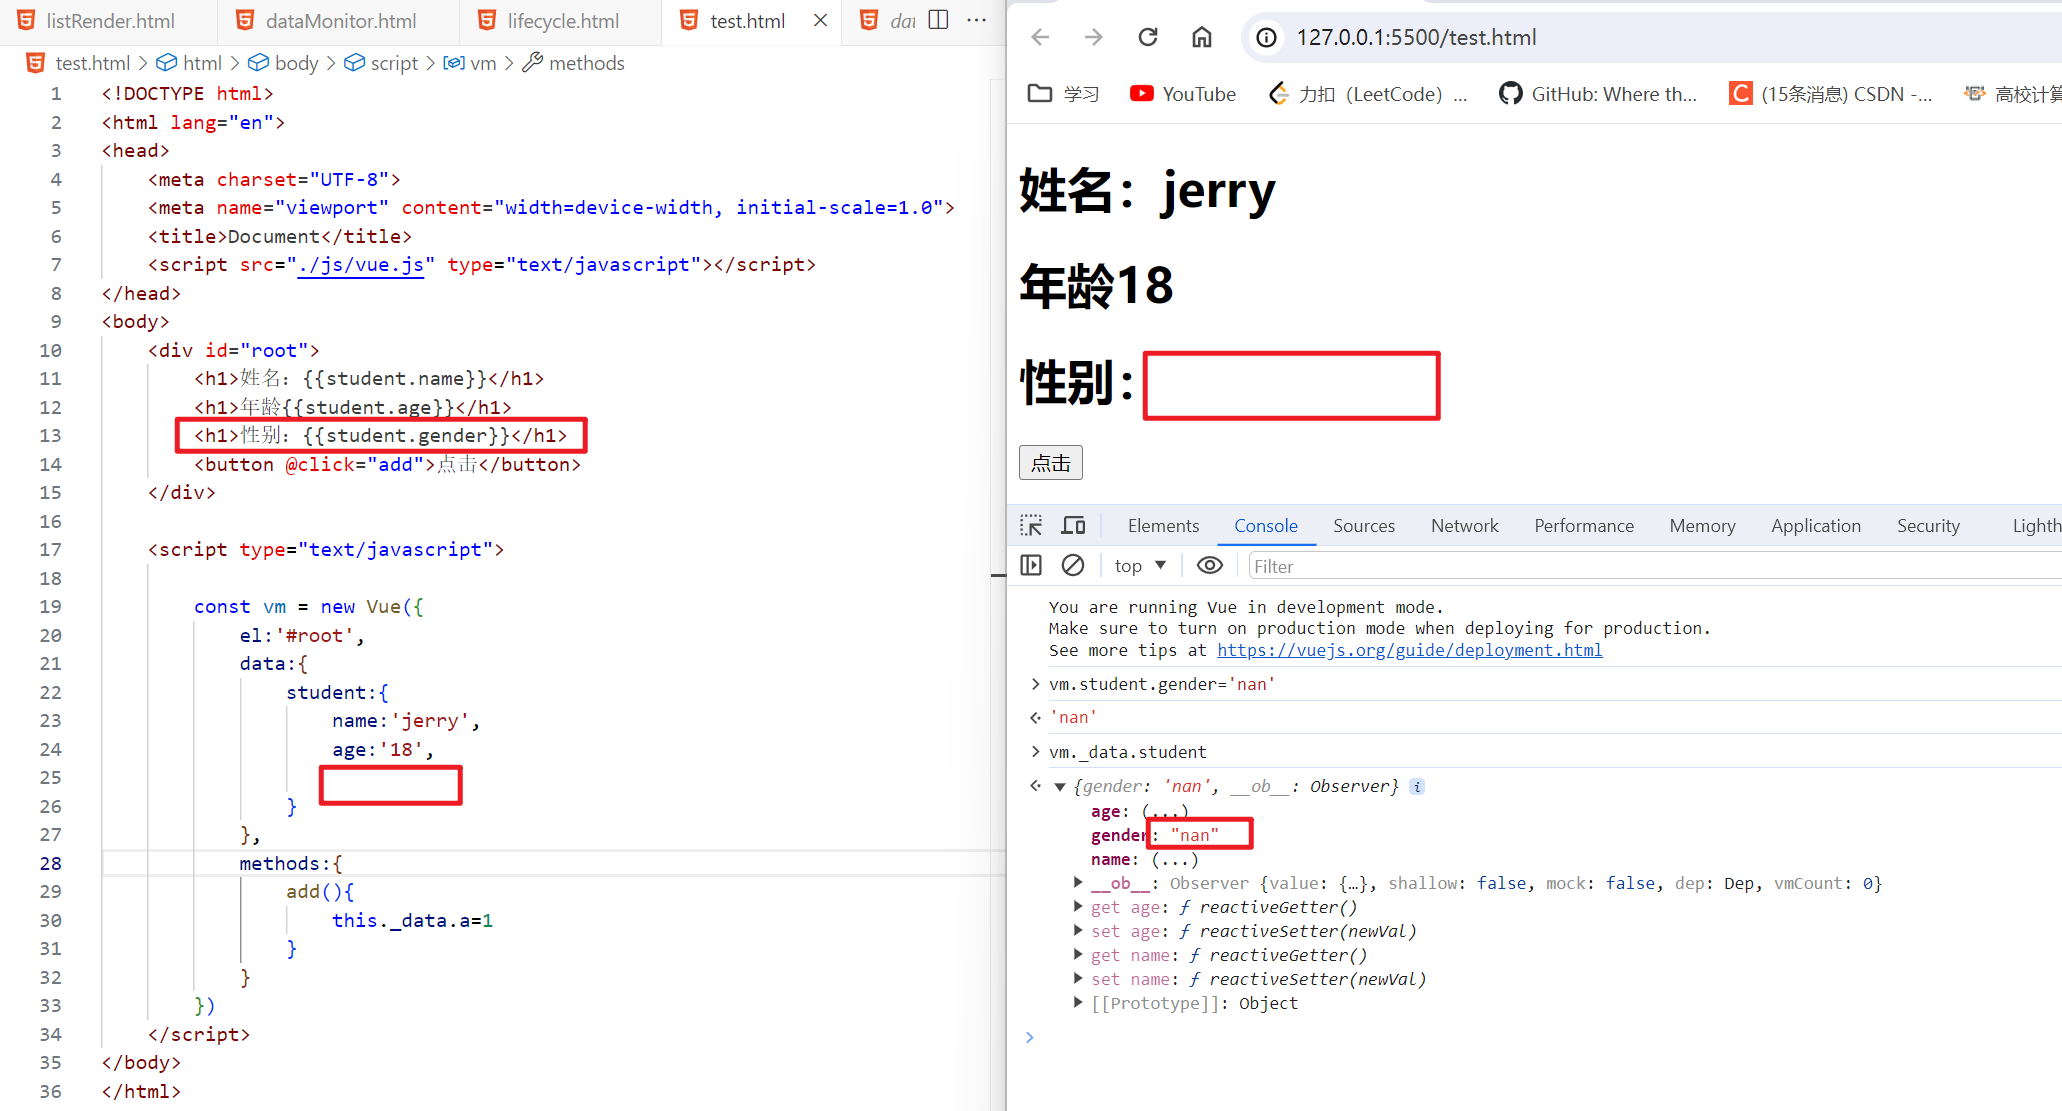 listRender.html
dataMonitor.html
lifecycle.html
test.html
test.html > html > body > script > vm > methods
1 <!DOCTYPE html>
2 <html lang="en">
3 <head>
4 <meta charset="UTF-8">
5 <meta name="viewport" content="width=device-width, initial-scale=1.0">
6 <title>Document</title>
7 <script src="./js/vue.js" type="text/javascript"></script>
8 </head>
9 <body>
10 <div id="root">
11 <h1>姓名：{{student.name}}</h1>
12 <h1>年龄{{student.age}}</h1>
13 <h1>性别：{{student.gender}}</h1>
14 <button @click="add">点击</button>
15 </div>
16
17 <script type="text/javascript">
18
19 const vm = new Vue({
20 el:'#root',
21 data:{
22 student:{
23 name:'jerry',
24 age:'18',
25
26 }
27 },
28 methods:{
29 add(){
30 this._data.a=1
31 }
32 }
33 })
34 </script>
35 </body>
36 </html>
127.0.0.1:5500/test.html
学习
YouTube
力扣（LeetCode）...
GitHub: Where th...
(15条消息) CSDN -...
高校计算
姓名：jerry
年龄18
性别：
点击
Elements Console Sources Network Performance Memory Application Security Lighth
top ▼ Filter
You are running Vue in development mode.
Make sure to turn on production mode when deploying for production.
See more tips at https://vuejs.org/guide/deployment.html
> vm.student.gender='nan'
'nan'
> vm._data.student
{gender: 'nan', __ob__: Observer} i
age: (...)
gender: "nan"
name: (...)
__ob__: Observer {value: {…}, shallow: false, mock: false, dep: Dep, vmCount: 0}
get age: ƒ reactiveGetter()
set age: ƒ reactiveSetter(newVal)
get name: ƒ reactiveGetter()
set name: ƒ reactiveSetter(newVal)
[[Prototype]]: Object
>